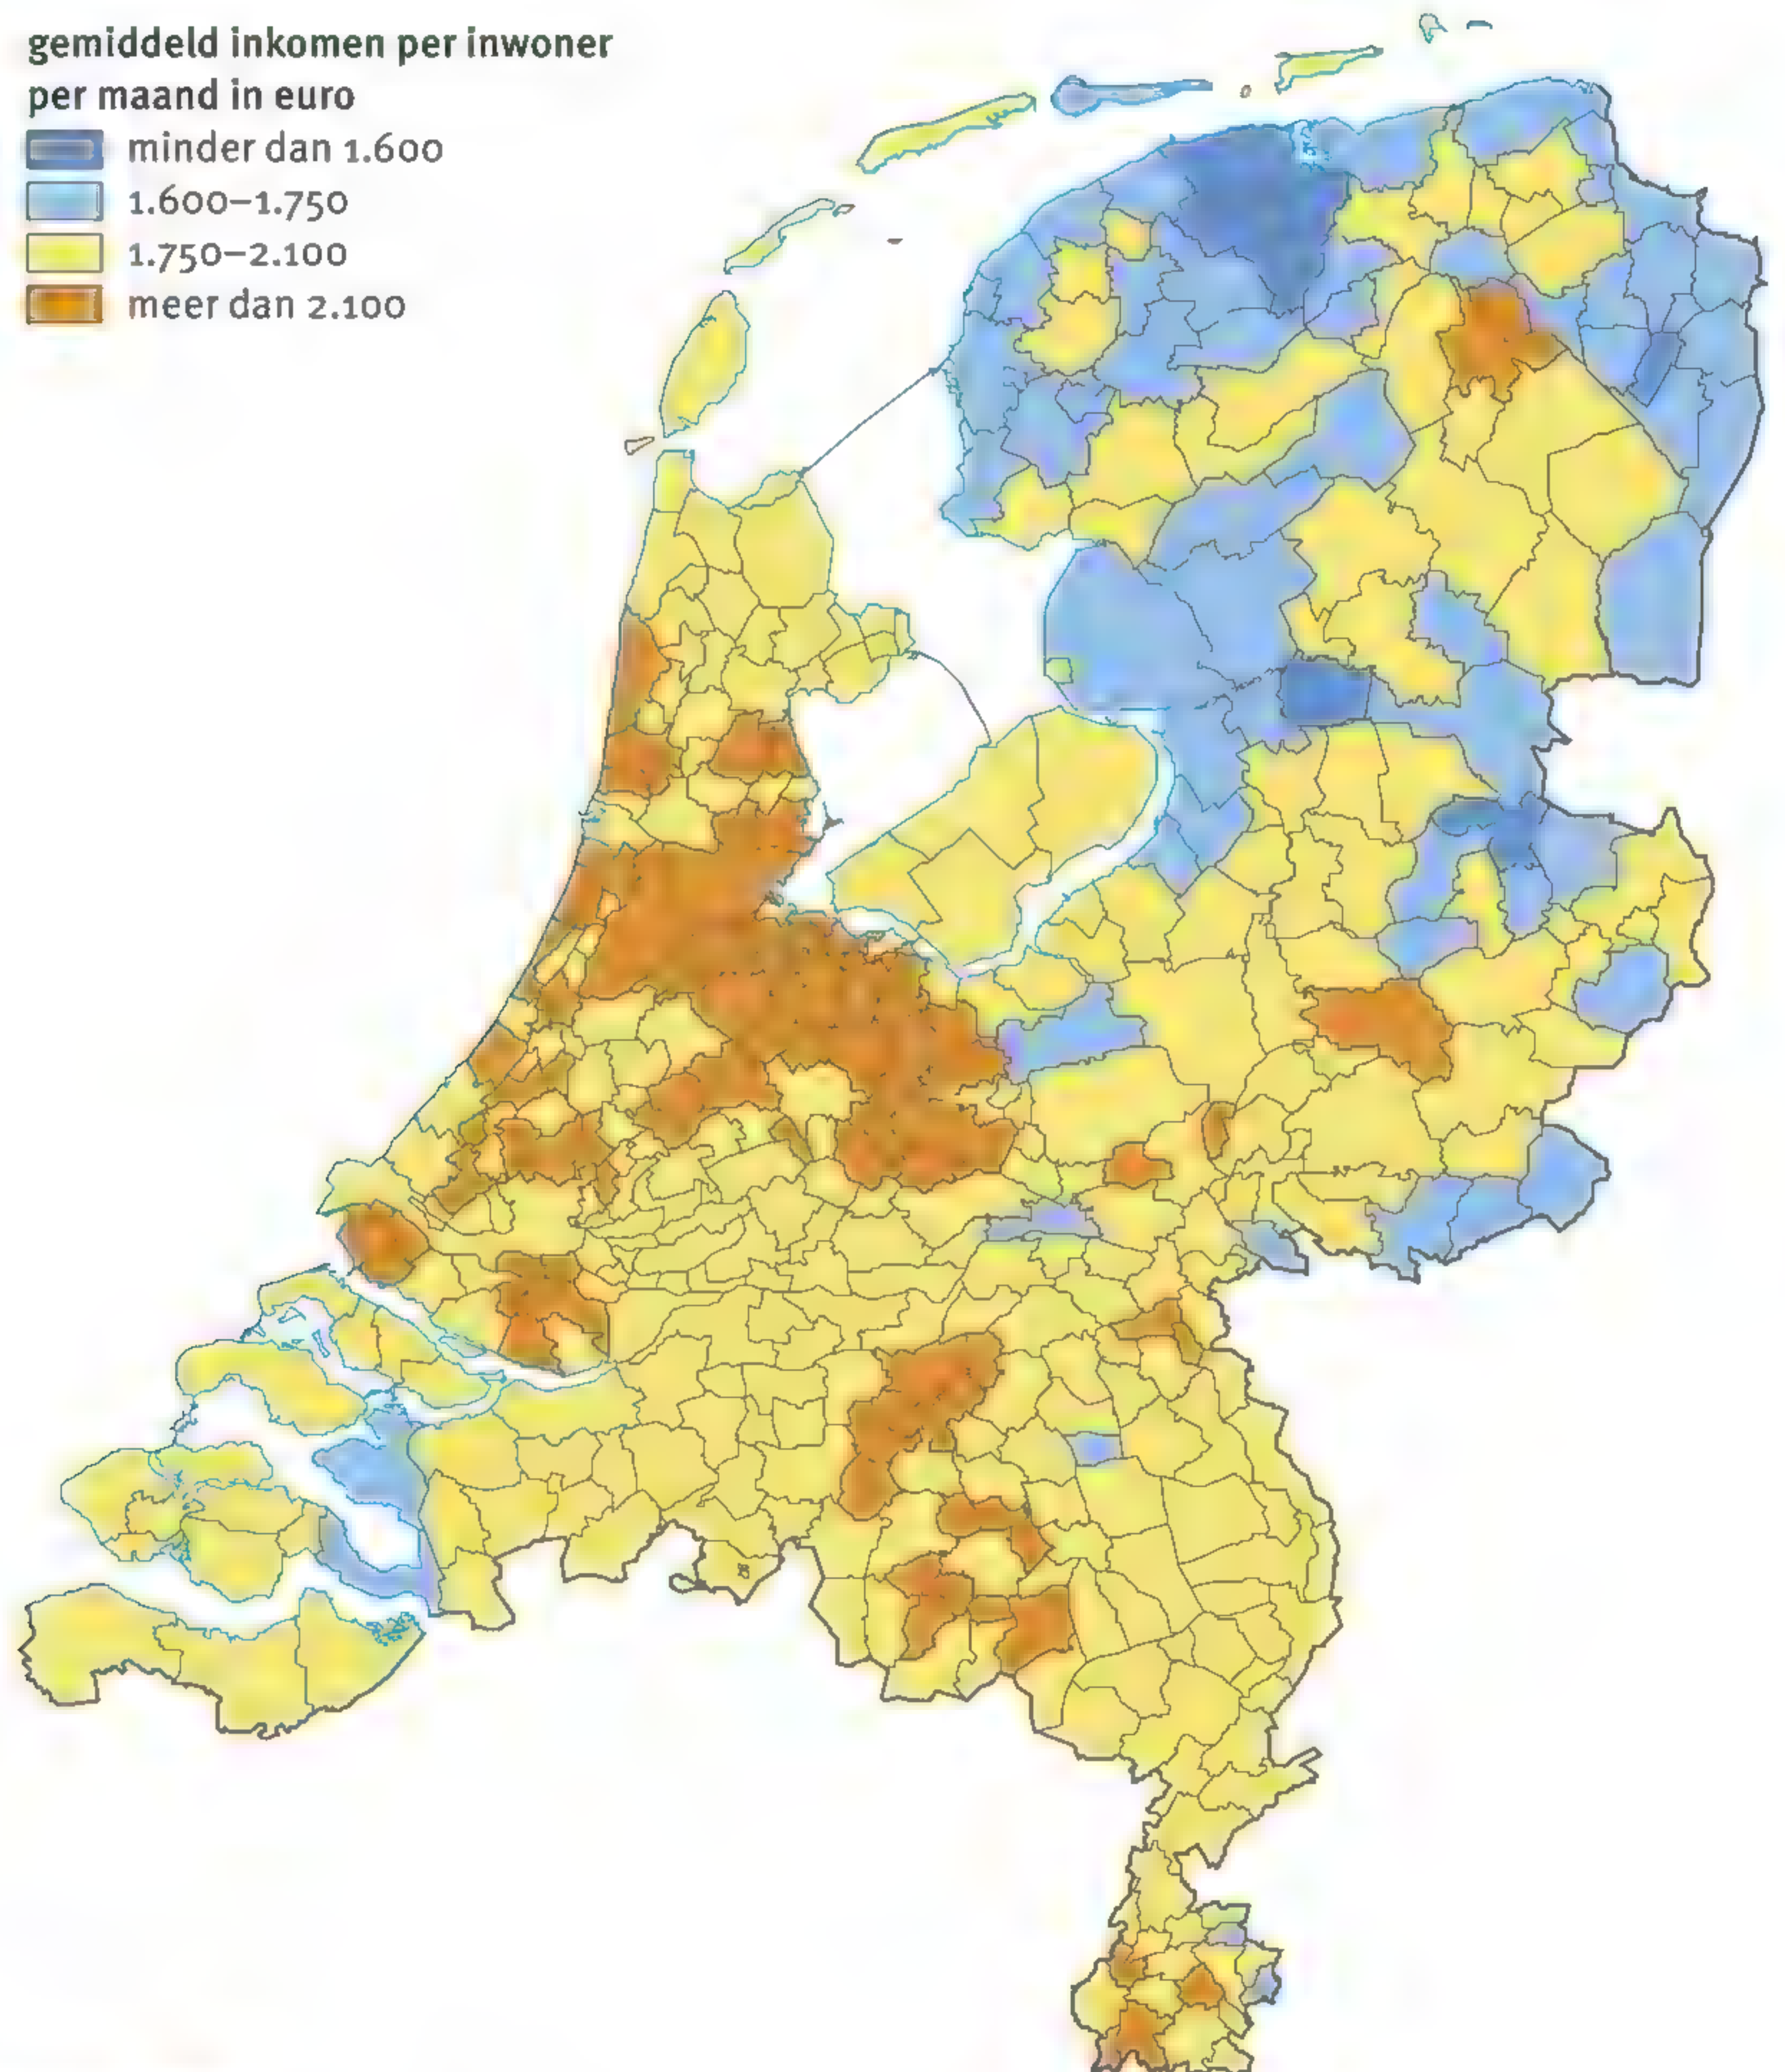 gemiddeld inkomen per inwoner
per maand in euro
minder dan 1.600
1.600–1.750
1.750–2.100
meer dan 2.100